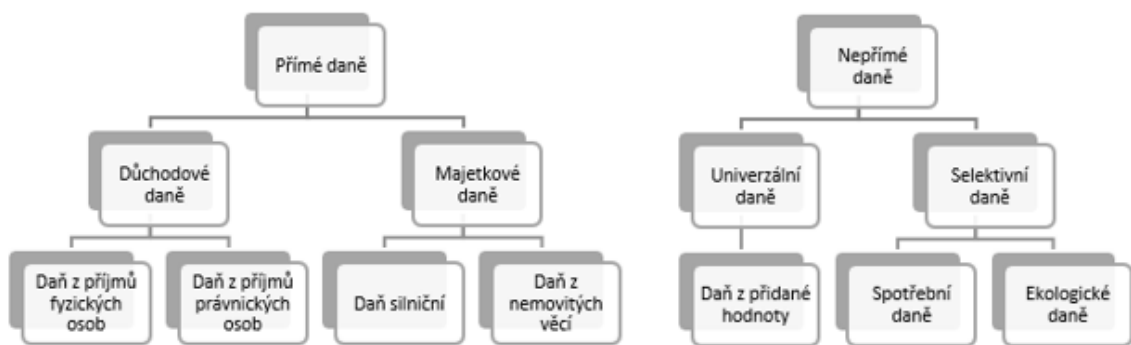 Přímé daně
Nepřímé
daně
Důchodové
daně
Majetkové
daně
Univerzální
daně
Selektivní
daně
Daň z příjmů
fyzických
osob
Daň z příjmů
právnických
osob
Daň silniční
Daň z
nemovitých
věcí
Daň z přidané
hodnoty
Spotřební
daně
Ekologické
daně